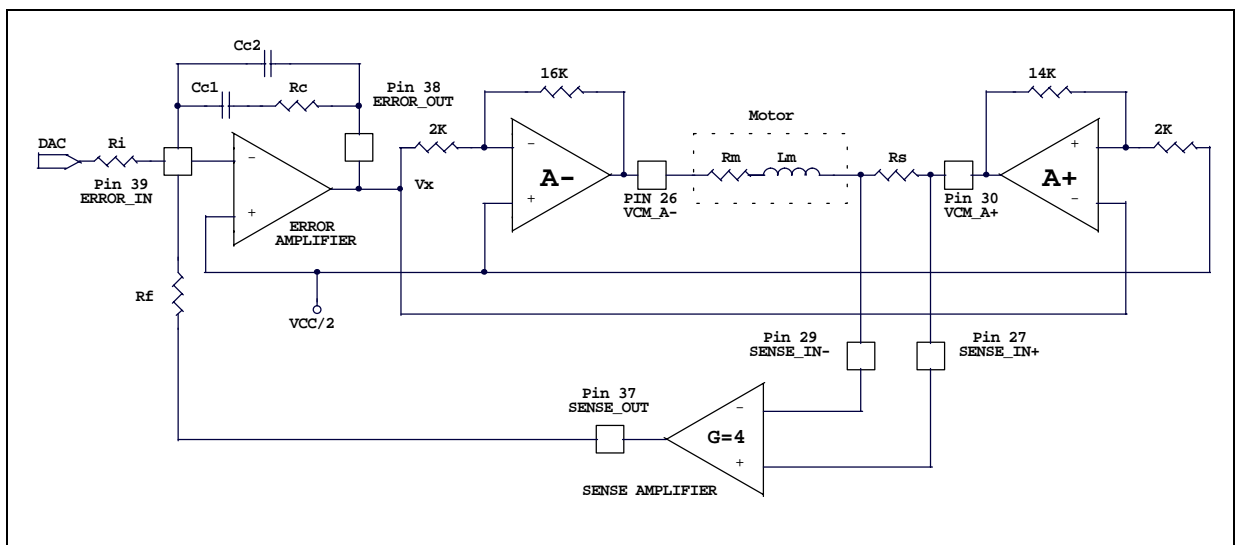 Cc2
Cc1
Rc
Pin 38
ERROR_OUT
DAC
Ri
Pin 39
ERROR_IN
−
+
ERROR
AMPLIFIER
Vx
2K
16K
−
A-
+
PIN 26
VCM_A-
Motor
Rm
Lm
Rs
Pin 30
VCM_A+
14K
+
A+
−
2K
Rf
VCC/2
Pin 29
SENSE_IN-
Pin 27
SENSE_IN+
Pin 37
SENSE_OUT
−
G=4
+
SENSE AMPLIFIER